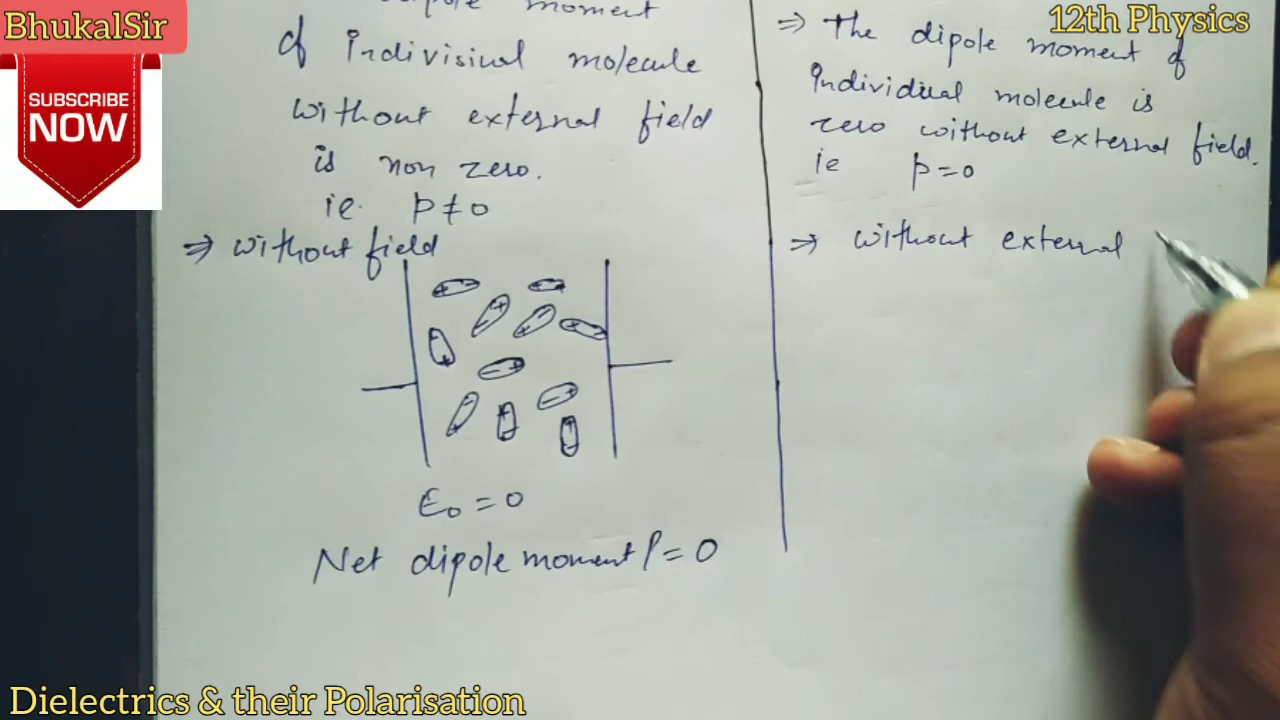 BhukalSir
SUBSCRIBE
NOW
12th Physics
dipole moment
of Indivisiual molecule
without external field
is non zero.
ie. p ≠ 0
⇒ without field
E₀ = 0
Net dipole moment P = 0
⇒ The dipole moment of
Individual molecule is
zero without external field.
ie p = 0
⇒ without external
Dielectrics & their Polarisation